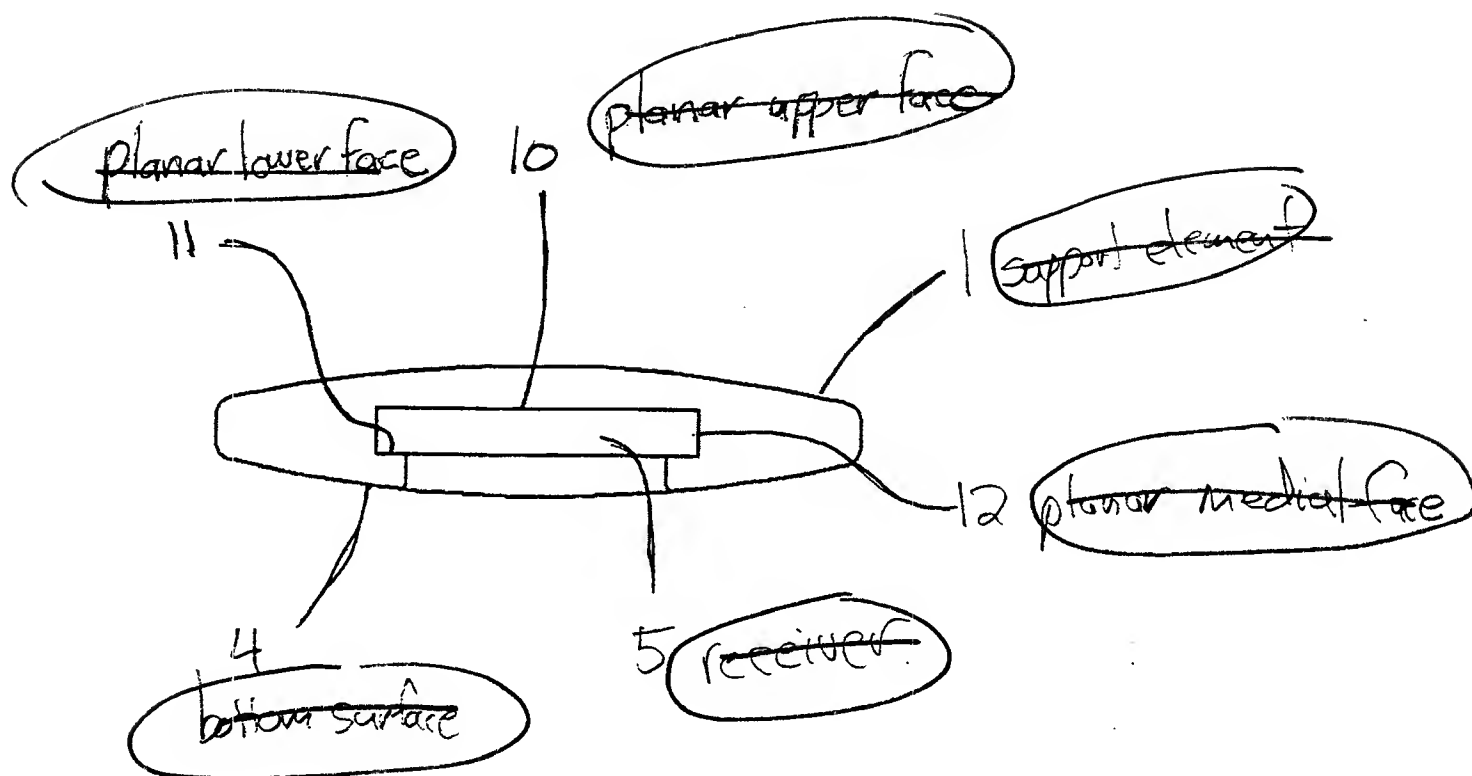 planar upper face
planar lower face
10
11
1 support element
12 planar medial face
4
bottom surface
5 receiver